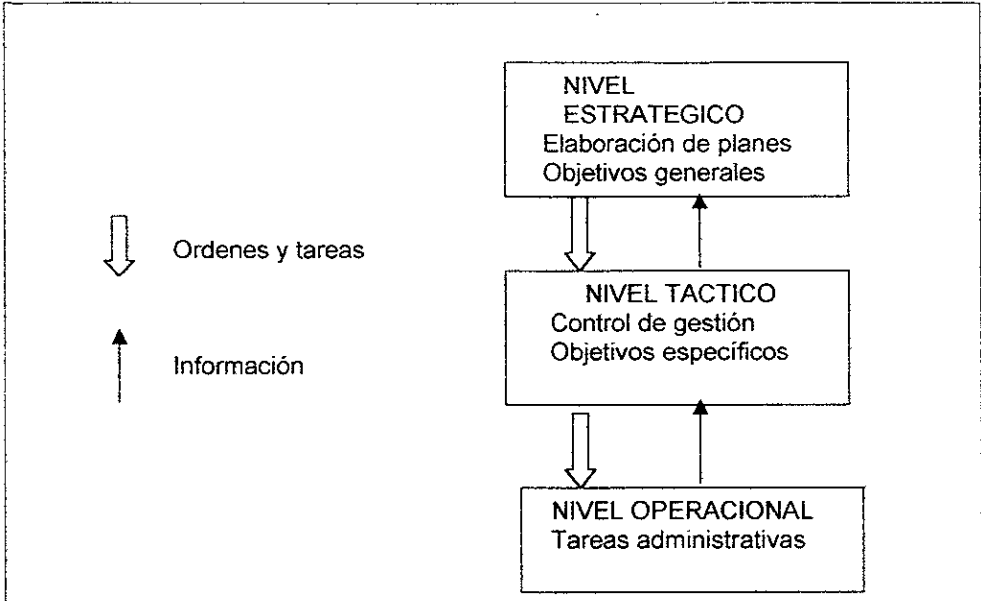 NIVEL
ESTRATEGICO
Elaboración de planes
Objetivos generales
Ordenes y tareas
NIVEL TACTICO
Control de gestión
Objetivos específicos
Información
NIVEL OPERACIONAL
Tareas administrativas